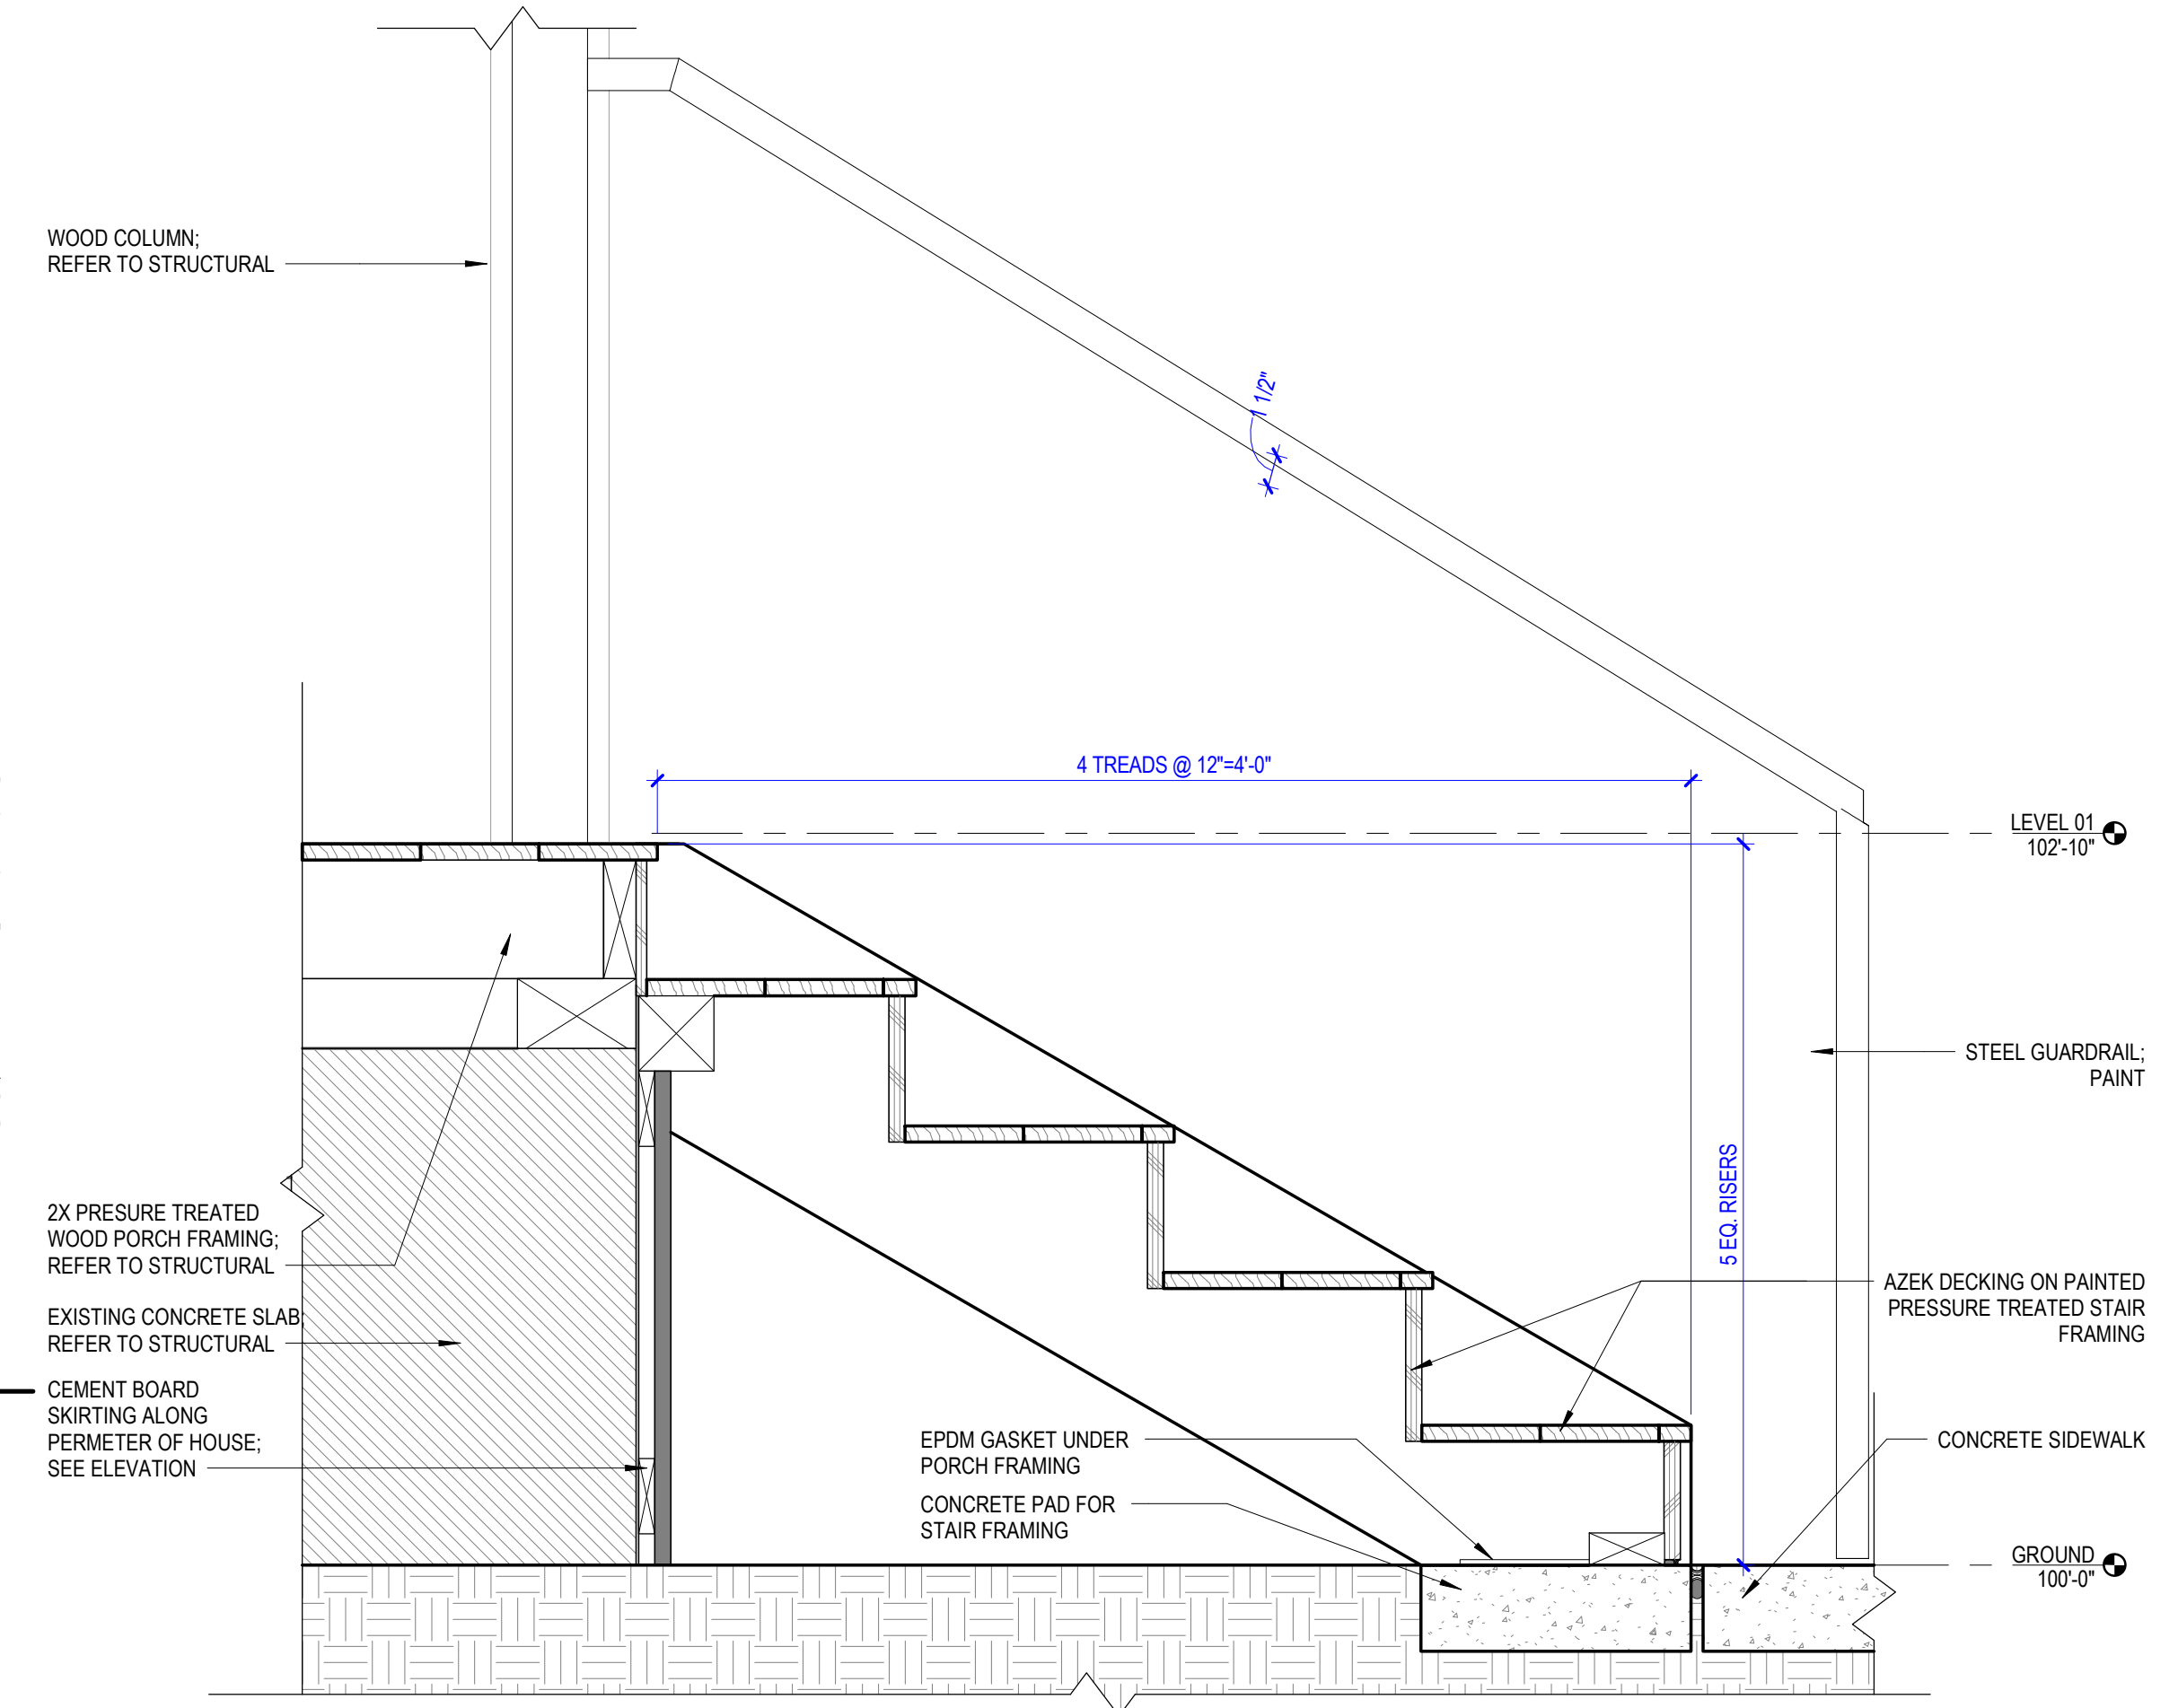 WOOD COLUMN;
REFER TO STRUCTURAL
1 1/2"
4 TREADS @ 12"=4'-0"
LEVEL 01
102'-10"
STEEL GUARDRAIL;
PAINT
5 EQ. RISERS
2X PRESURE TREATED
WOOD PORCH FRAMING;
REFER TO STRUCTURAL
EXISTING CONCRETE SLAB;
REFER TO STRUCTURAL
CEMENT BOARD
SKIRTING ALONG
PERMETER OF HOUSE;
SEE ELEVATION
AZEK DECKING ON PAINTED
PRESSURE TREATED STAIR
FRAMING
EPDM GASKET UNDER
PORCH FRAMING
CONCRETE PAD FOR
STAIR FRAMING
CONCRETE SIDEWALK
GROUND
100'-0"